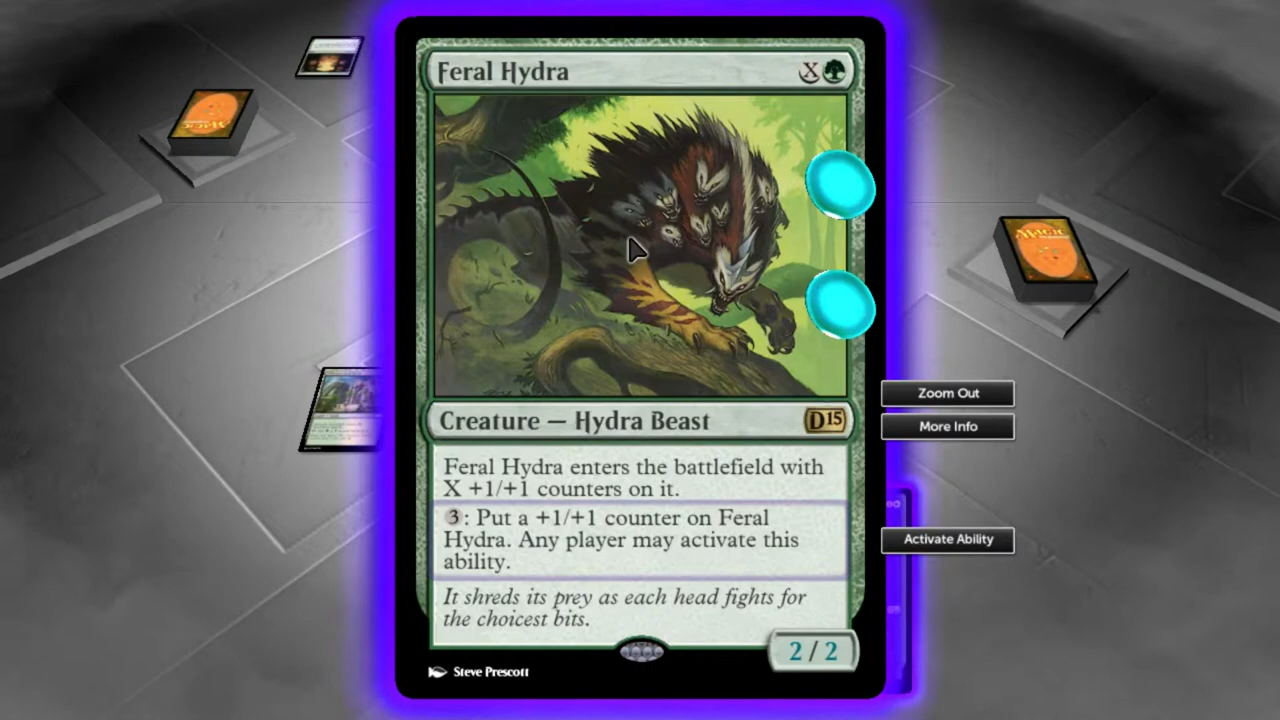 Feral Hydra X
Creature — Hydra Beast D15
Feral Hydra enters the battlefield with
X +1/+1 counters on it.
3: Put a +1/+1 counter on Feral
Hydra. Any player may activate this
ability.
It shreds its prey as each head fights for
the choicest bits.
2/2
Steve Prescott
Zoom Out
More Info
Activate Ability
MAGIC